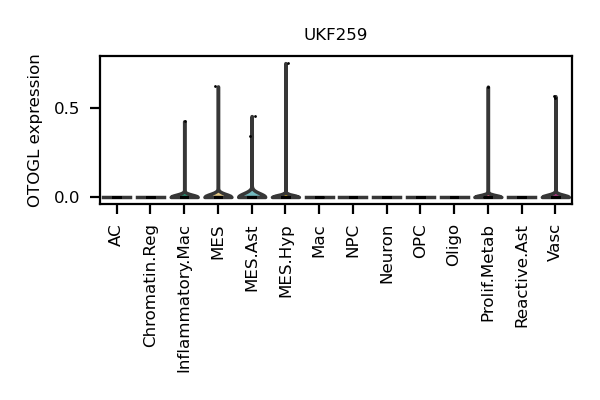 UKF259
OTOGL expression
0.5
0.0
AC
Chromatin.Reg
Inflammatory.Mac
MES
MES.Ast
MES.Hyp
Mac
NPC
Neuron
OPC
Oligo
Prolif.Metab
Reactive.Ast
Vasc